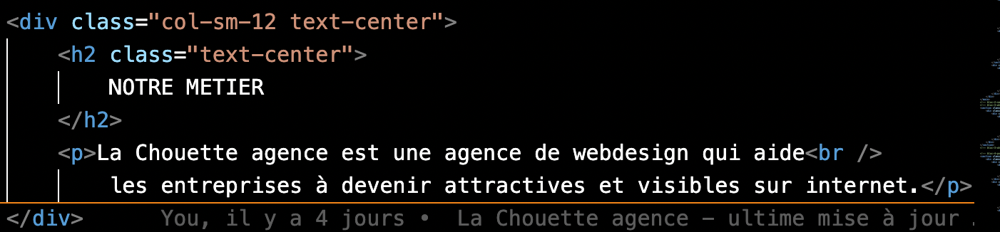 <div class="col-sm-12 text-center">
<h2 class="text-center">
NOTRE METIER
</h2>
<p>La Chouette agence est une agence de webdesign qui aide<br />
les entreprises à devenir attractives et visibles sur internet.</p>
</div> You, il y a 4 jours • La Chouette agence – ultime mise à jour